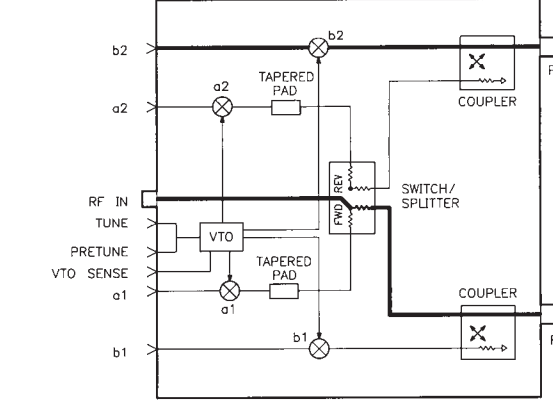 b2
b2
a2
a2
TAPERED
PAD
COUPLER
RF IN
REV
FWD
SWITCH/
SPLITTER
TUNE
VTO
PRETUNE
VTO SENSE
TAPERED
PAD
a1
a1
COUPLER
b1
b1